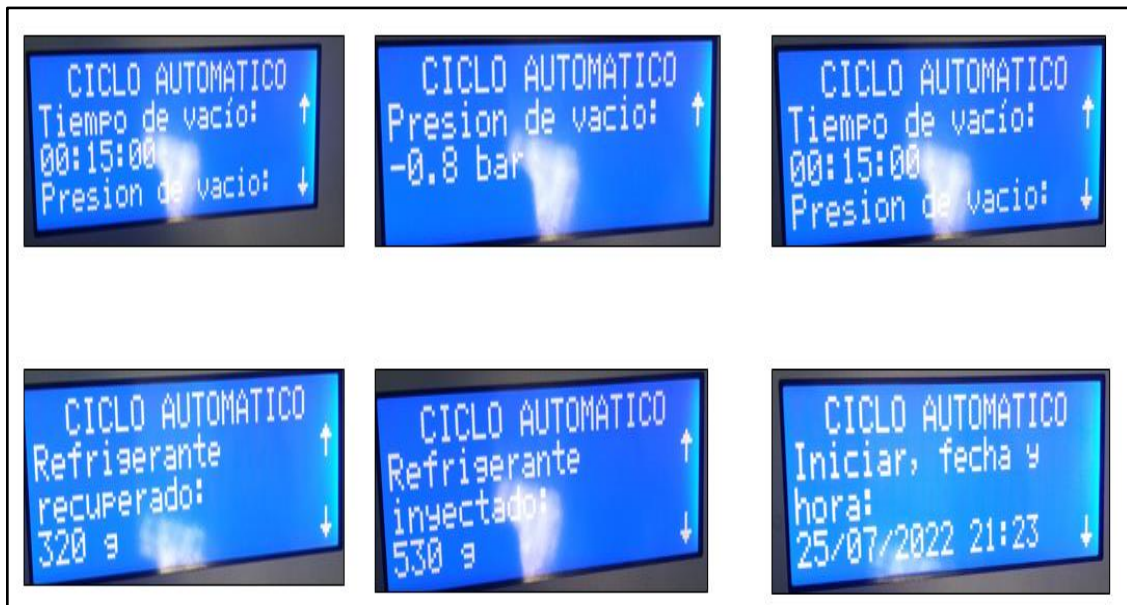 CICLO AUTOMATICO
Tiempo de vacío:
00:15:00
Presion de vacio:
CICLO AUTOMATICO
Presion de vacio:
-0.8 bar
CICLO AUTOMATICO
Tiempo de vacío:
00:15:00
Presion de vacio:
CICLO AUTOMATICO
Refrigerante
recuperado:
320 g
CICLO AUTOMATICO
Refrigerante
inyectado:
530 g
CICLO AUTOMATICO
Iniciar, fecha y
hora:
25/07/2022 21:23